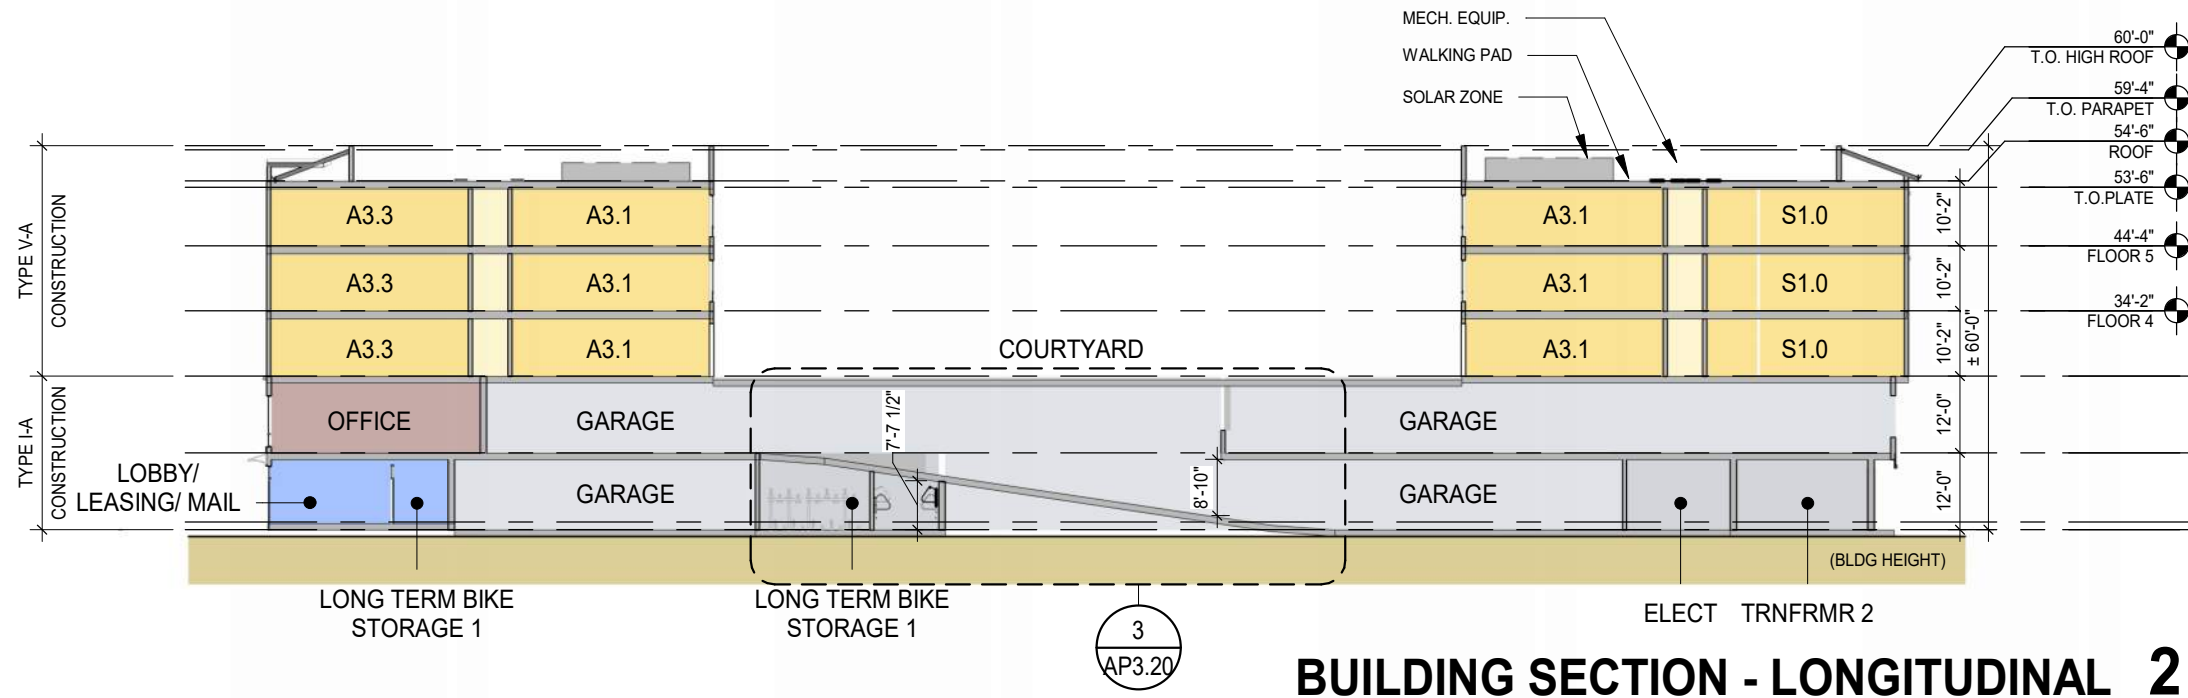 MECH. EQUIP.
WALKING PAD
SOLAR ZONE
60'-0"
T.O. HIGH ROOF
59'-4"
T.O. PARAPET
54'-6"
ROOF
53'-6"
T.O.PLATE
44'-4"
FLOOR 5
34'-2"
FLOOR 4
TYPE V-A
CONSTRUCTION
A3.3
A3.1
A3.1
S1.0
10'-2"
A3.3
A3.1
A3.1
S1.0
10'-2"
A3.3
A3.1
COURTYARD
A3.1
S1.0
10'-2"
± 60'-0"
TYPE I-A
CONSTRUCTION
OFFICE
GARAGE
7'-7 1/2"
GARAGE
12'-0"
LOBBY/
LEASING/ MAIL
GARAGE
8'-10"
GARAGE
12'-0"
(BLDG HEIGHT)
LONG TERM BIKE
STORAGE 1
LONG TERM BIKE
STORAGE 1
3
AP3.20
ELECT
TRNFRMR 2
BUILDING SECTION - LONGITUDINAL 2